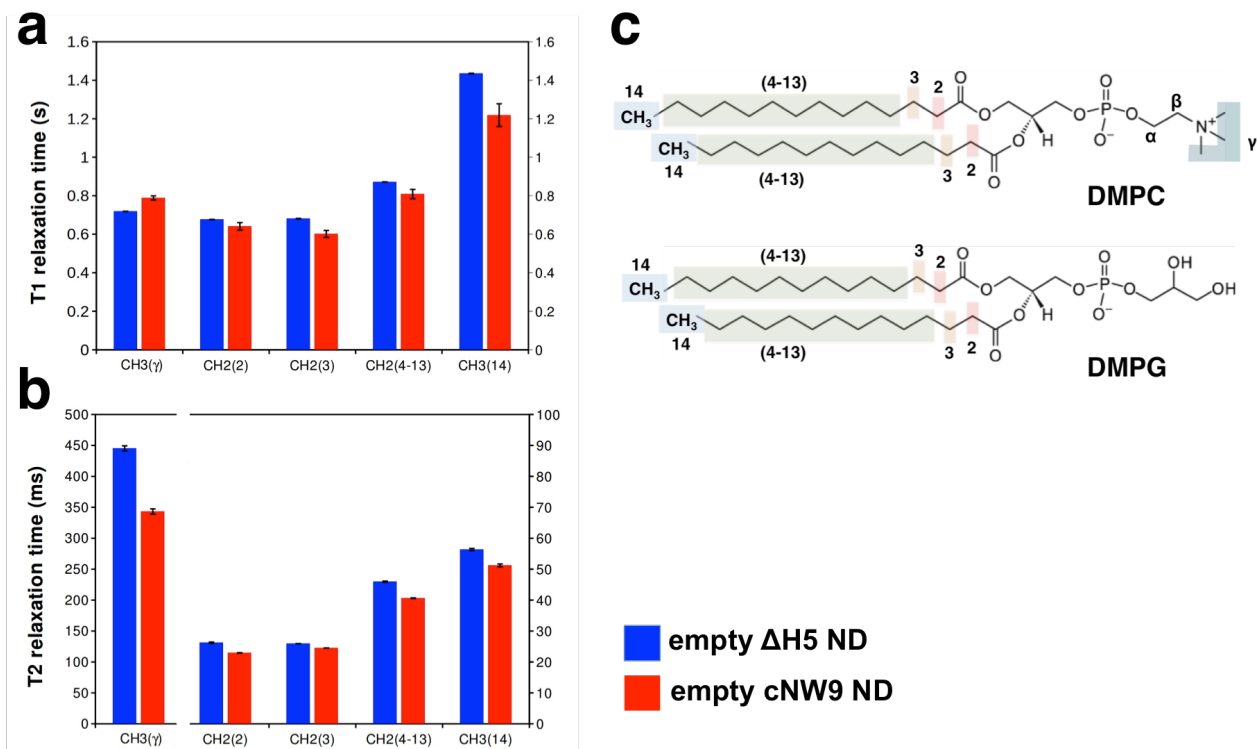 a
T1 relaxation time (s)
1.6 1.6
1.4 1.4
1.2 1.2
1 1
0.8 0.8
0.6 0.6
0.4 0.4
0.2 0.2
0 0
CH3(γ) CH2(2) CH2(3) CH2(4-13) CH3(14)
b
T2 relaxation time (ms)
500 100
450 90
400 80
350 70
300 60
250 50
200 40
150 30
100 20
50 10
0 0
CH3(γ) CH2(2) CH2(3) CH2(4-13) CH3(14)
c
14 (4-13) 3 2 O O β
CH3 O O P O N+ γ
O− α
CH3 O H
14 (4-13) 3 2 O
DMPC
14 (4-13) 3 2 O O OH
CH3 O O P O OH
O−
CH3 O H
14 (4-13) 3 2 O
DMPG
empty ΔH5 ND
empty cNW9 ND